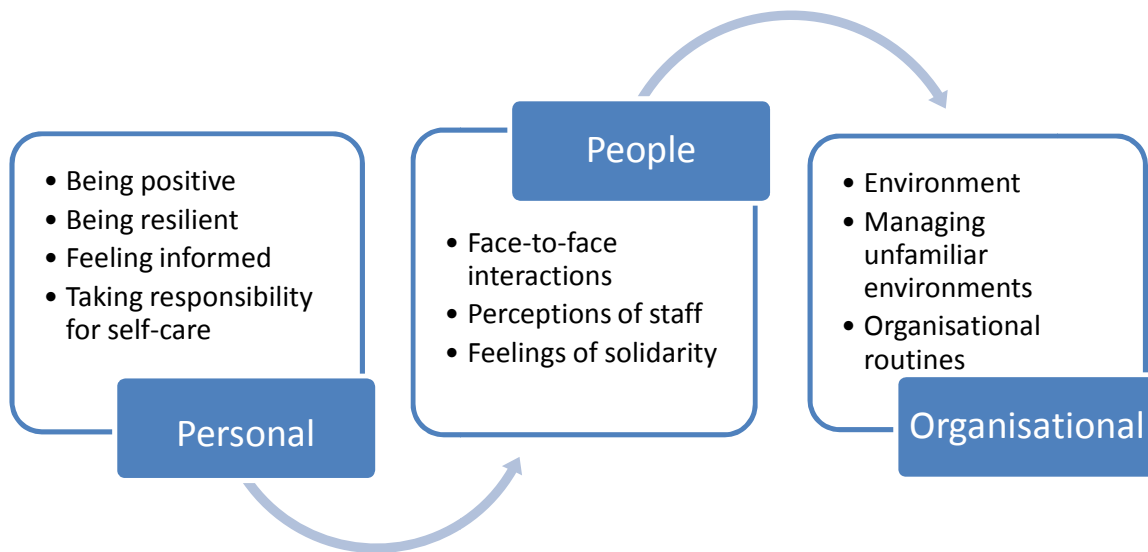 • Being positive
• Being resilient
• Feeling informed
• Taking responsibility
for self-care
Personal
People
• Face-to-face
interactions
• Perceptions of staff
• Feelings of solidarity
• Environment
• Managing
unfamiliar
environments
• Organisational
routines
Organisational